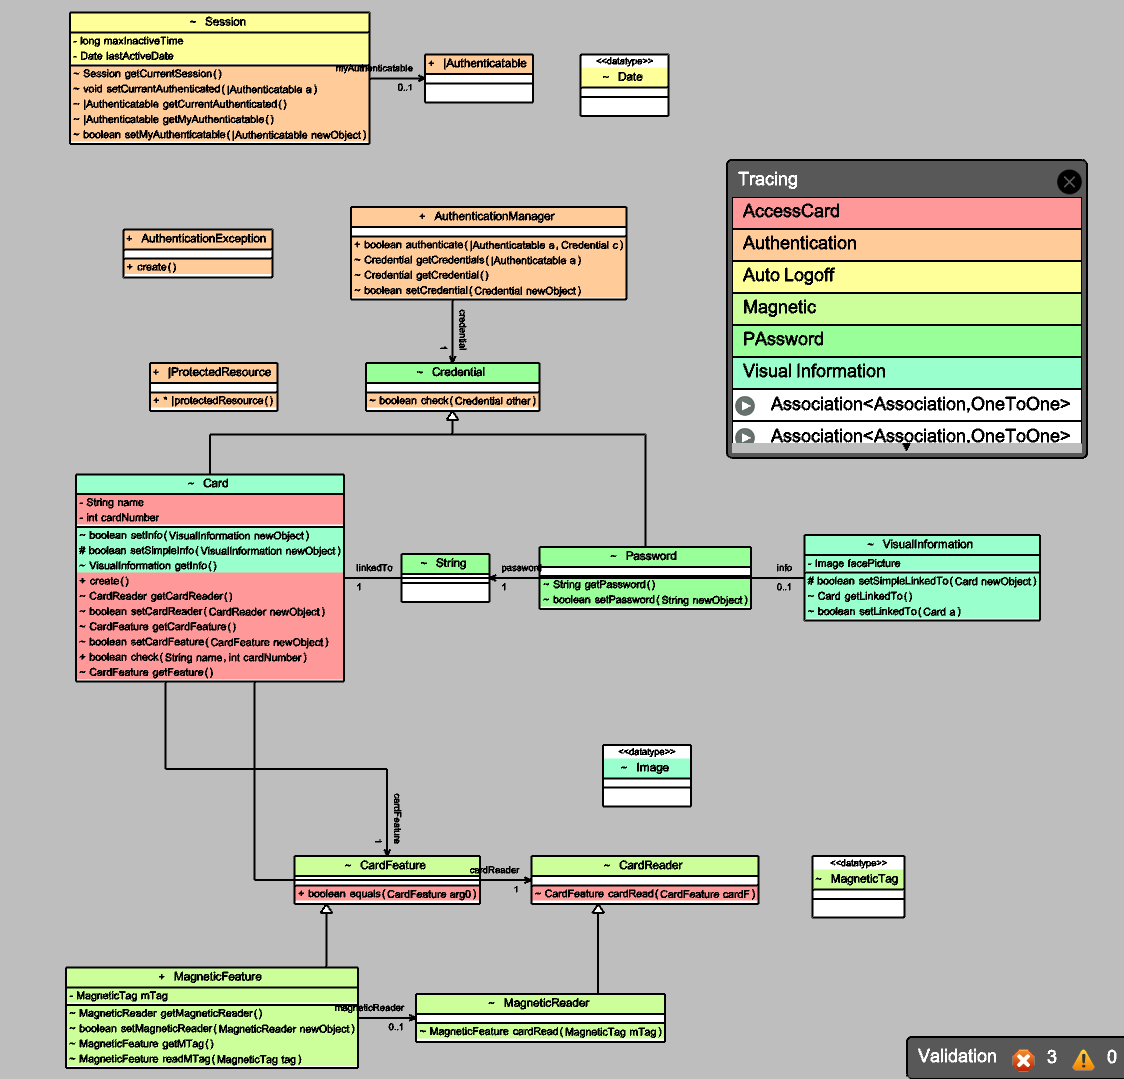 ~ Session
- long maxInactiveTime
- Date lastActiveDate
~ Session getCurrentSession()
~ void setCurrentAuthenticated(|Authenticatable a)
~ |Authenticatable getCurrentAuthenticated()
~ |Authenticatable getMyAuthenticatable()
~ boolean setMyAuthenticatable(|Authenticatable newObject)
myAuthenticatable
0..1
+ |Authenticatable
<<datatype>>
~ Date
Tracing
AccessCard
Authentication
Auto Logoff
Magnetic
PAssword
Visual Information
Association<Association,OneToOne>
Association<Association,OneToOne>
+ AuthenticationException
+ create()
+ AuthenticationManager
+ boolean authenticate(|Authenticatable a, Credential c)
~ Credential getCredentials(|Authenticatable a)
~ Credential getCredential()
~ boolean setCredential(Credential newObject)
credential
1
+ |ProtectedResource
+ * |protectedResource()
~ Credential
~ boolean check(Credential other)
~ Card
- String name
- int cardNumber
~ boolean setInfo(VisualInformation newObject)
# boolean setSimpleInfo(VisualInformation newObject)
~ VisualInformation getInfo()
+ create()
~ CardReader getCardReader()
~ boolean setCardReader(CardReader newObject)
~ CardFeature getCardFeature()
~ boolean setCardFeature(CardFeature newObject)
+ boolean check(String name, int cardNumber)
~ CardFeature getFeature()
linkedTo
1
~ String
password
1
~ Password
~ String getPassword()
~ boolean setPassword(String newObject)
info
0..1
~ VisualInformation
- Image facePicture
# boolean setSimpleLinkedTo(Card newObject)
~ Card getLinkedTo()
~ boolean setLinkedTo(Card a)
<<datatype>>
~ Image
cardFeature
1
~ CardFeature
+ boolean equals(CardFeature arg0)
cardReader
1
~ CardReader
~ CardFeature cardRead(CardFeature cardF)
<<datatype>>
~ MagneticTag
+ MagneticFeature
- MagneticTag mTag
~ MagneticReader getMagneticReader()
~ boolean setMagneticReader(MagneticReader newObject)
~ MagneticFeature getMTag()
~ MagneticFeature readMTag(MagneticTag tag)
magneticReader
0..1
~ MagneticReader
~ MagneticFeature cardRead(MagneticTag mTag)
Validation 3 0